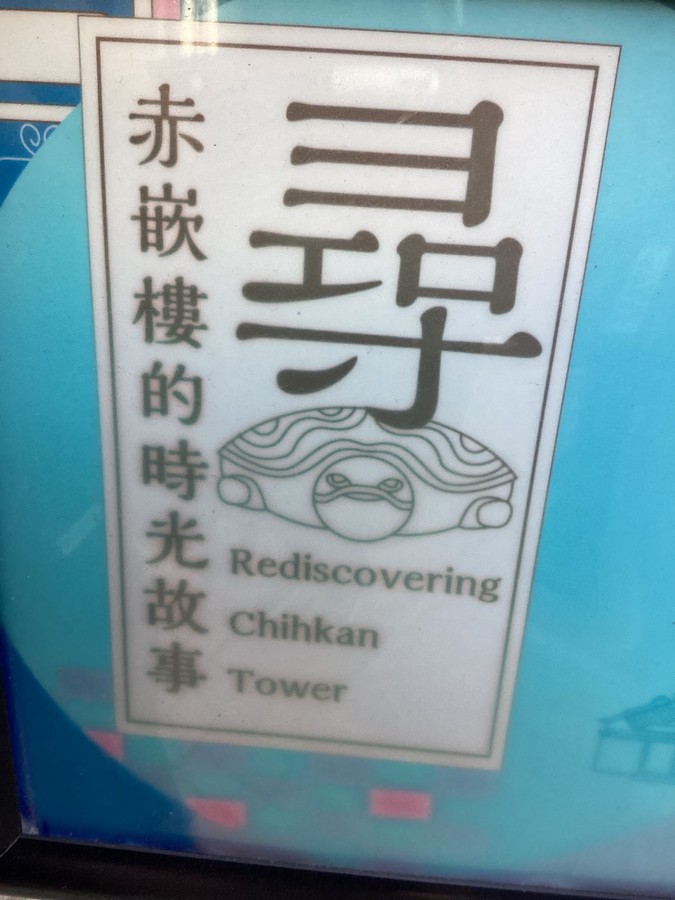 尋
赤嵌樓的時光故事
Rediscovering
Chihkan
Tower